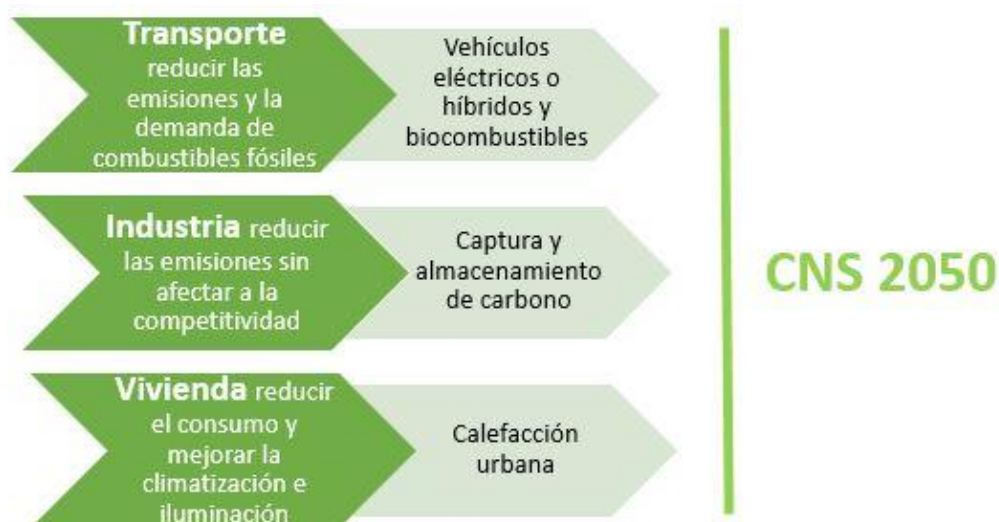 Transporte
reducir las
emisiones y la
demanda de
combustibles fósiles
Vehículos
eléctricos o
híbridos y
biocombustibles
Industria reducir
las emisiones sin
afectar a la
competitividad
Captura y
almacenamiento
de carbono
Vivienda reducir
el consumo y
mejorar la
climatización e
iluminación
Calefacción
urbana
CNS 2050